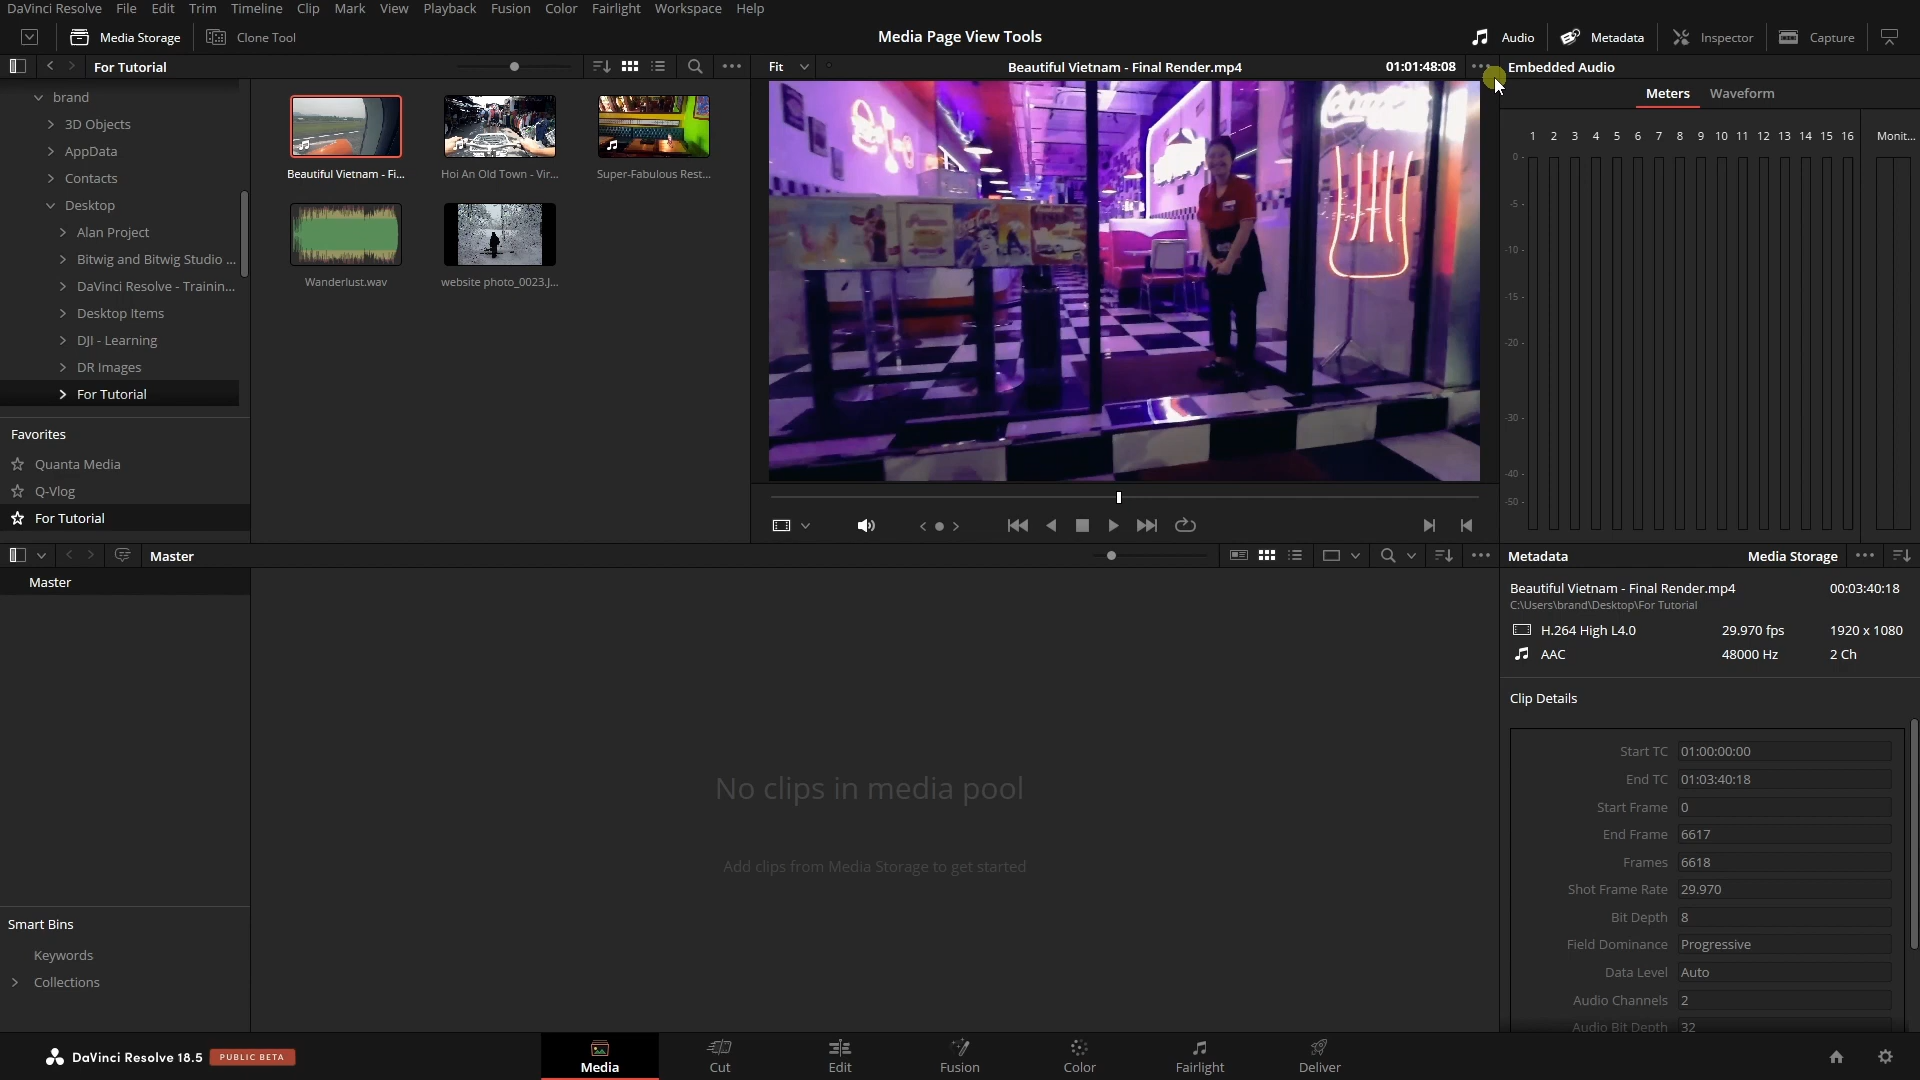 DaVinci Resolve File Edit Trim Timeline Clip Mark View Playback Fusion Color Fairlight Workspace Help
Media Storage Clone Tool Media Page View Tools Audio Metadata Inspector Capture
For Tutorial Fit Beautiful Vietnam - Final Render.mp4 01:01:48:08 Embedded Audio
Meters Waveform
brand
3D Objects
AppData
Contacts
Desktop
Alan Project
Bitwig and Bitwig Studio ...
DaVinci Resolve - Trainin...
Desktop Items
DJI - Learning
DR Images
For Tutorial
Favorites
Quanta Media
Q-Vlog
For Tutorial
Beautiful Vietnam - Fi... Hoi An Old Town - Vir... Super-Fabulous Rest...
Wanderlust.wav website photo_0023.J...
1 2 3 4 5 6 7 8 9 10 11 12 13 14 15 16 Monit...
0 -
-5 -
-10 -
-15 -
-20 -
-30 -
-40 -
-50 -
Master
Master
No clips in media pool
Add clips from Media Storage to get started
Smart Bins
Keywords
Collections
Metadata Media Storage
Beautiful Vietnam - Final Render.mp4 00:03:40:18
C:\Users\brand\Desktop\For Tutorial
H.264 High L4.0 29.970 fps 1920 x 1080
AAC 48000 Hz 2 Ch
Clip Details
Start TC 01:00:00:00
End TC 01:03:40:18
Start Frame 0
End Frame 6617
Frames 6618
Shot Frame Rate 29.970
Bit Depth 8
Field Dominance Progressive
Data Level Auto
Audio Channels 2
Audio Bit Depth 32
DaVinci Resolve 18.5 PUBLIC BETA
Media Cut Edit Fusion Color Fairlight Deliver